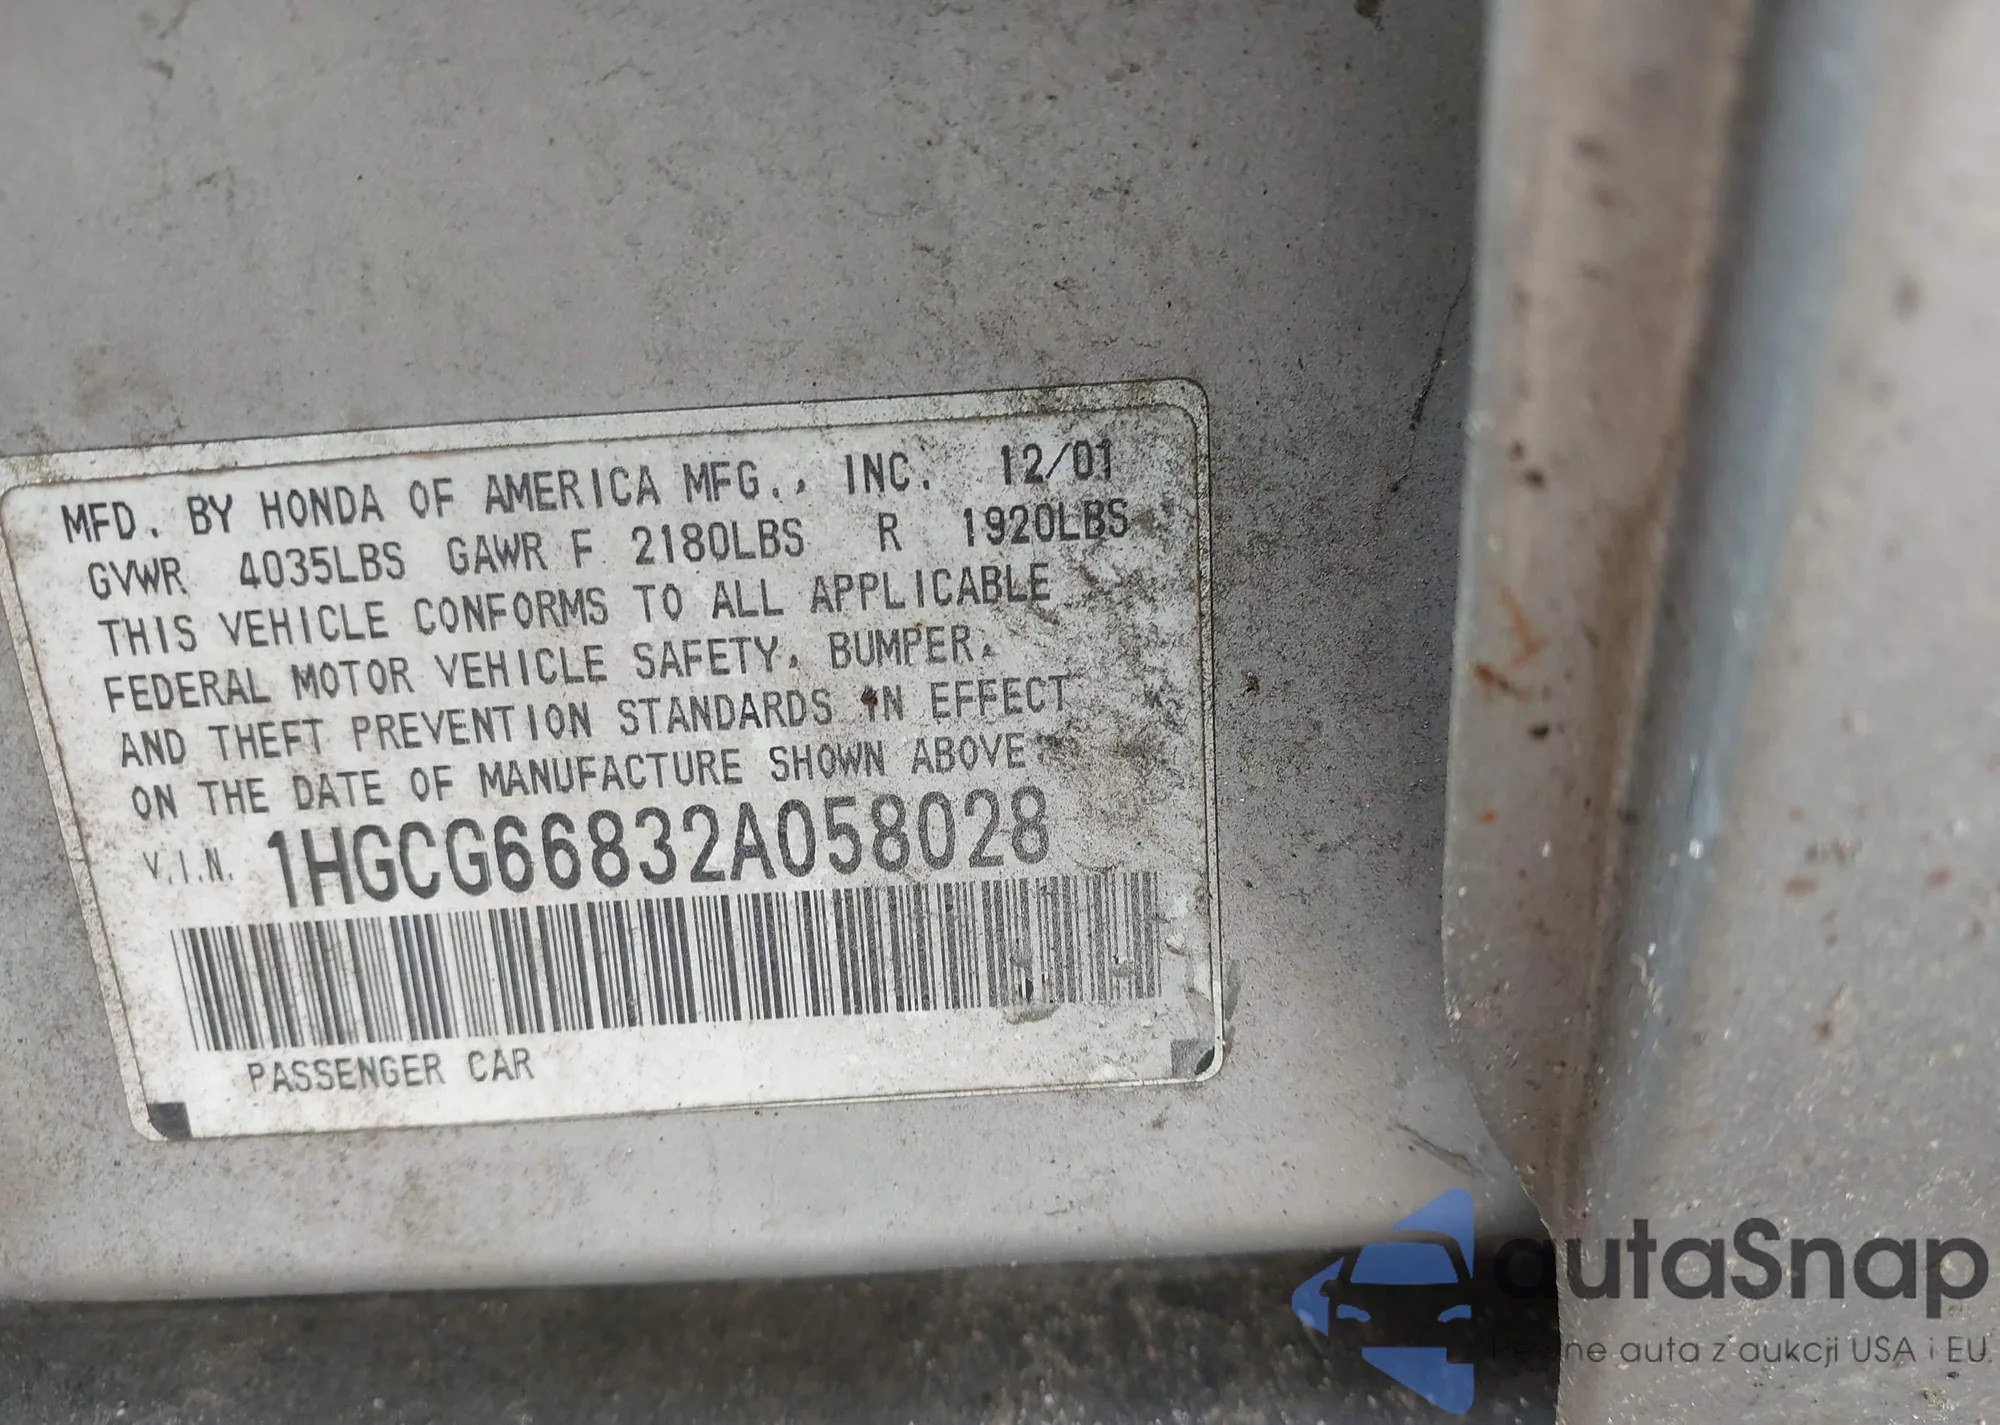 MFD. BY HONDA OF AMERICA MFG., INC. 12/01
GVWR 4035LBS GAWR F 2180LBS R 1920LBS
THIS VEHICLE CONFORMS TO ALL APPLICABLE
FEDERAL MOTOR VEHICLE SAFETY, BUMPER,
AND THEFT PREVENTION STANDARDS IN EFFECT
ON THE DATE OF MANUFACTURE SHOWN ABOVE.
V.I.N. 1HGCG66832A058028
PASSENGER CAR
autaSnap
Pewne auta z aukcji USA i EU